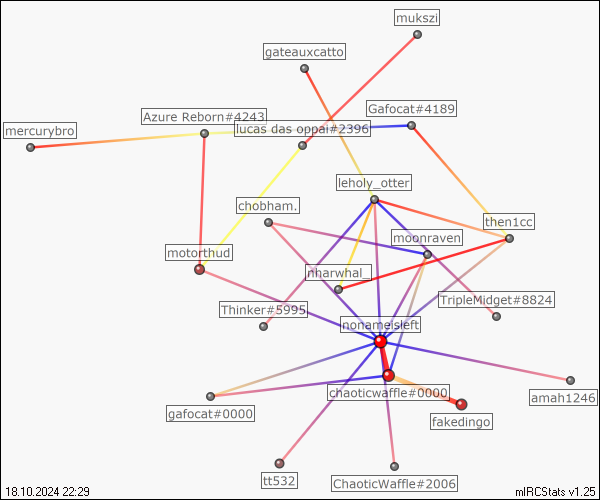 mukszi
gateauxcatto
Gafocat#4189
Azure Reborn#4243
lucas das oppai#2396
mercurybro
leholy_otter
chobham.
then1cc
moonraven
motorthud
mnarwhal_
TripleMidget#8824
Thinker#5995
nonameisleft
chaoticwaffle#0000
amah1246
gafocat#0000
fakedingo
tt532
ChaoticWaffle#2006
18.10.2024 22:29
mIRCStats v1.25